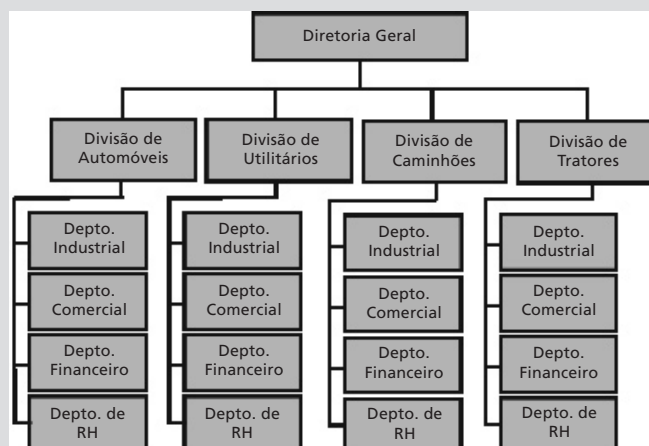 Diretoria Geral
Divisão de
Automóveis
Divisão de
Utilitários
Divisão de
Caminhões
Divisão de
Tratores
Depto.
Industrial
Depto.
Comercial
Depto.
Financeiro
Depto. de
RH
Depto.
Industrial
Depto.
Comercial
Depto.
Financeiro
Depto. de
RH
Depto.
Industrial
Depto.
Comercial
Depto.
Financeiro
Depto. de
RH
Depto.
Industrial
Depto.
Comercial
Depto.
Financeiro
Depto. de
RH